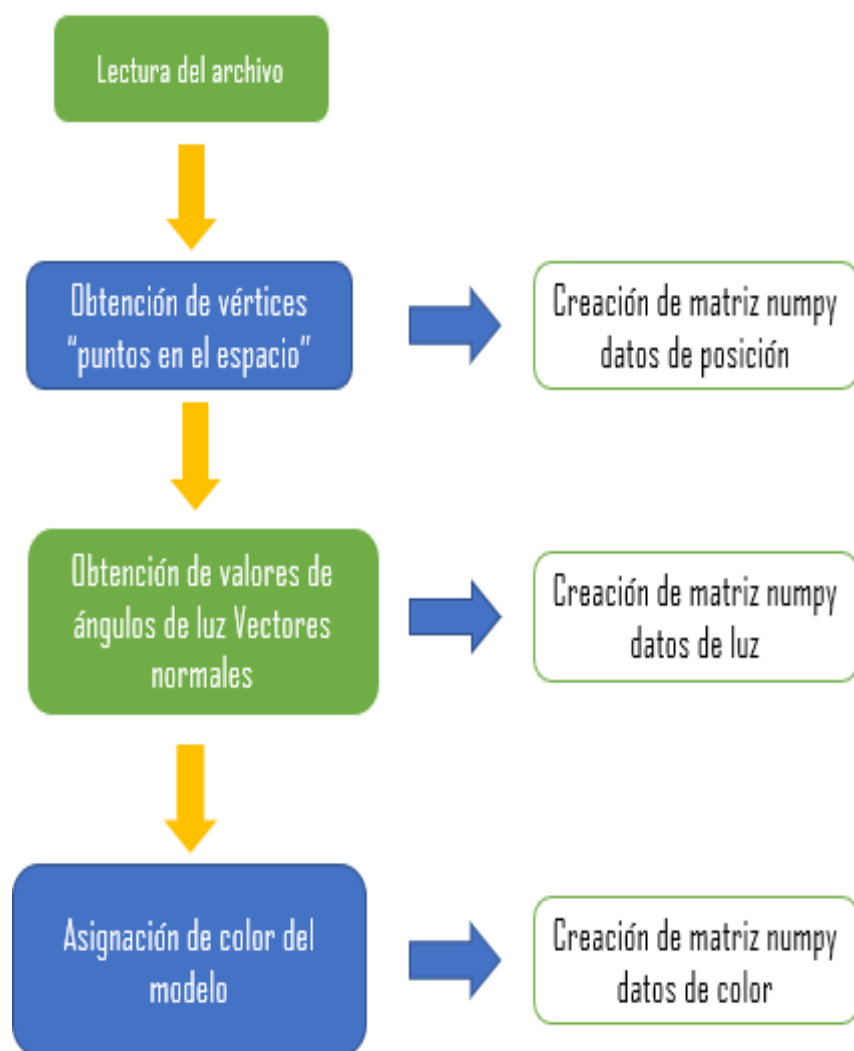 Lectura del archivo
Obtención de vértices
“puntos en el espacio”
Creación de matriz numpy
datos de posición
Obtención de valores de
ángulos de luz Vectores
normales
Creación de matriz numpy
datos de luz
Asignación de color del
modelo
Creación de matriz numpy
datos de color